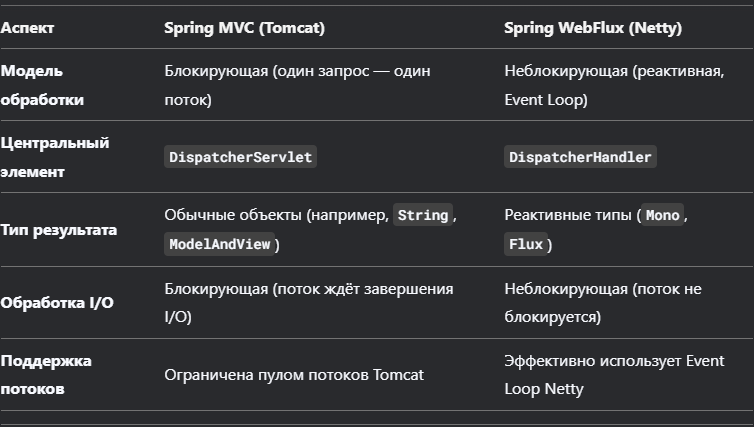 Аспект Spring MVC (Tomcat) Spring WebFlux (Netty)
Модель обработки Блокирующая (один запрос — один поток) Неблокирующая (реактивная, Event Loop)
Центральный элемент DispatcherServlet DispatcherHandler
Тип результата Обычные объекты (например, String, ModelAndView) Реактивные типы (Mono, Flux)
Обработка I/O Блокирующая (поток ждёт завершения I/O) Неблокирующая (поток не блокируется)
Поддержка потоков Ограничена пулом потоков Tomcat Эффективно использует Event Loop Netty